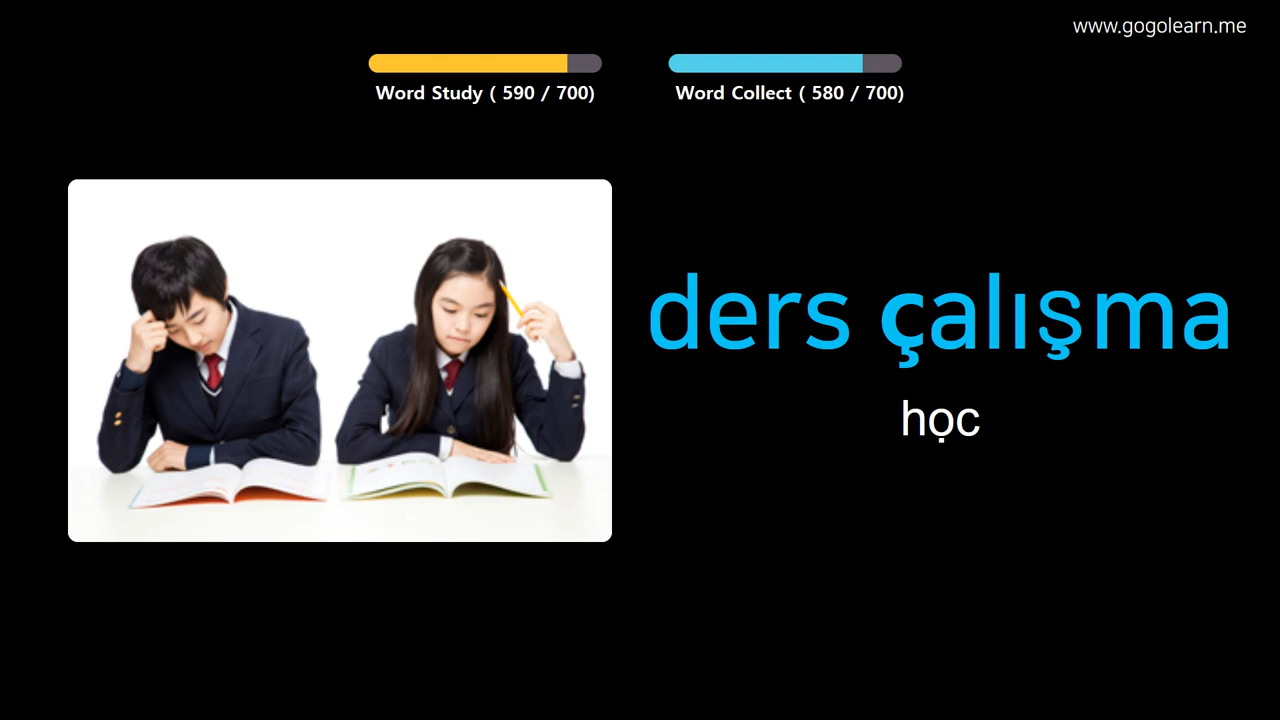 www.gogolearn.me
Word Study ( 590 / 700)
Word Collect ( 580 / 700)
ders çalışma
học